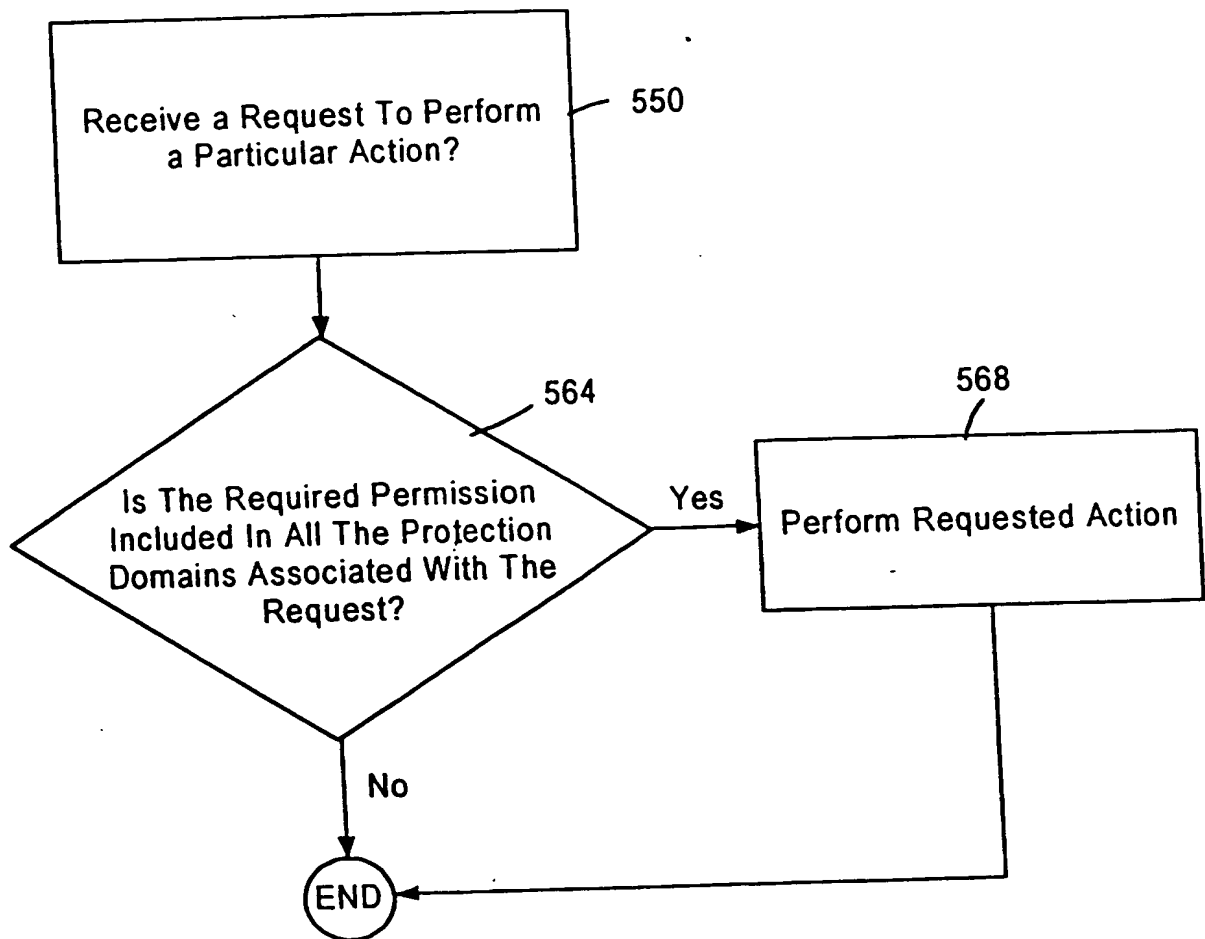 Receive a Request To Perform
a Particular Action?
550
564
Is The Required Permission
Included In All The Protection
Domains Associated With The
Request?
Yes
568
Perform Requested Action
No
END